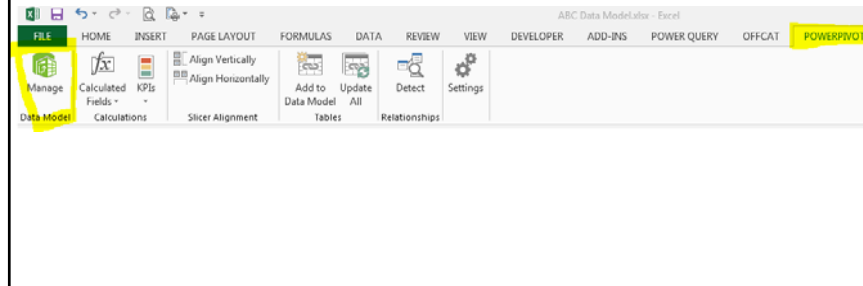 ABC Data Model.xlsx - Excel
FILE HOME INSERT PAGE LAYOUT FORMULAS DATA REVIEW VIEW DEVELOPER ADD-INS POWER QUERY OFFCAT POWERPIVOT
Manage
Calculated Fields
KPIs
Align Vertically
Align Horizontally
Add to Data Model
Update All
Detect
Settings
Data Model Calculations Slicer Alignment Tables Relationships